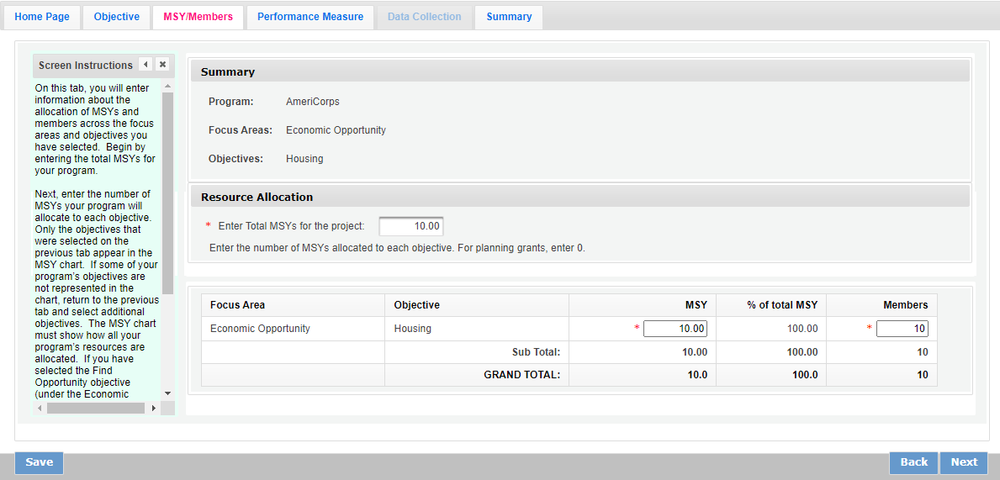 Home Page Objective MSY/Members Performance Measure Data Collection Summary
Screen Instructions
On this tab, you will enter
information about the
allocation of MSYs and
members across the focus
areas and objectives you
have selected. Begin by
entering the total MSYs for
your program.
Next, enter the number of
MSYs your program will
allocate to each objective.
Only the objectives that
were selected on the
previous tab appear in the
MSY chart. If some of your
program's objectives are
not represented in the
chart, return to the previous
tab and select additional
objectives. The MSY chart
must show how all your
program's resources are
allocated. If you have
selected the Find
Opportunity objective
(under the Economic
Summary
Program: AmeriCorps
Focus Areas: Economic Opportunity
Objectives: Housing
Resource Allocation
* Enter Total MSYs for the project: 10.00
Enter the number of MSYs allocated to each objective. For planning grants, enter 0.
Focus Area Objective MSY % of total MSY Members
Economic Opportunity Housing * 10.00 100.00 * 10
Sub Total: 10.00 100.00 10
GRAND TOTAL: 10.0 100.0 10
Save Back Next